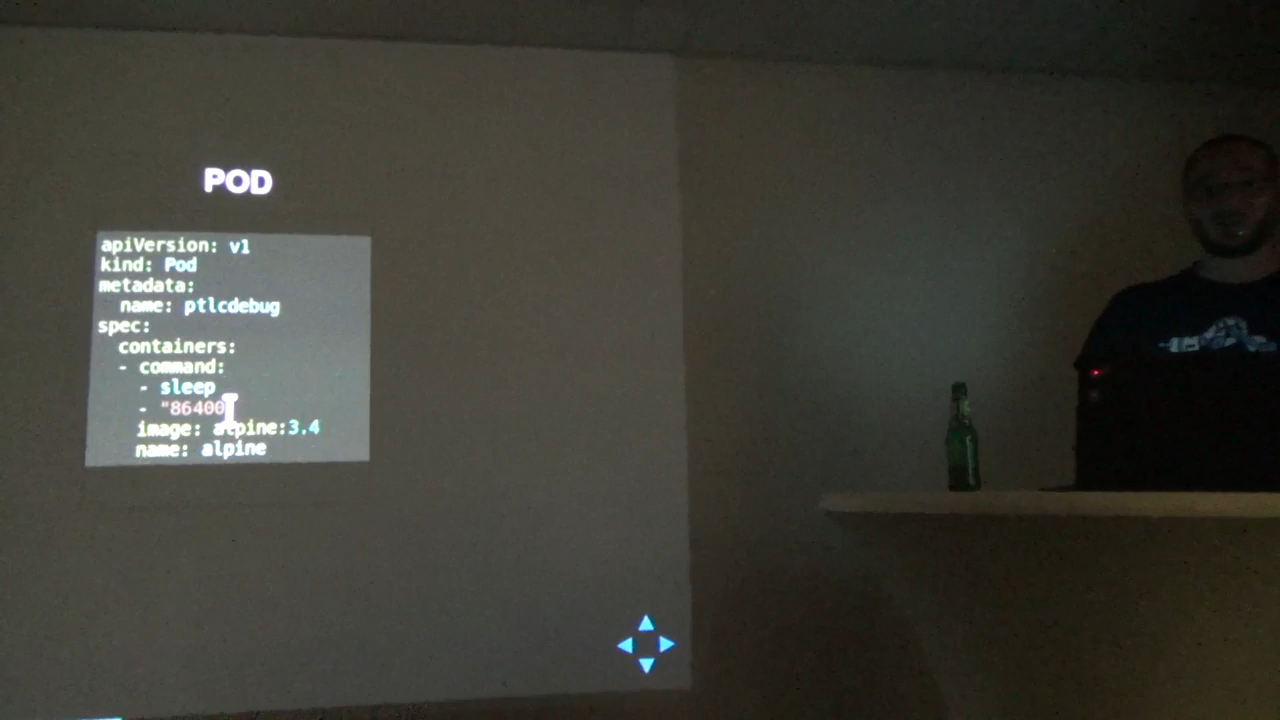 POD
apiVersion: v1
kind: Pod
metadata:
  name: ptlcdebug
spec:
  containers:
  - command:
    - sleep
    - "86400
    image: alpine:3.4
    name: alpine